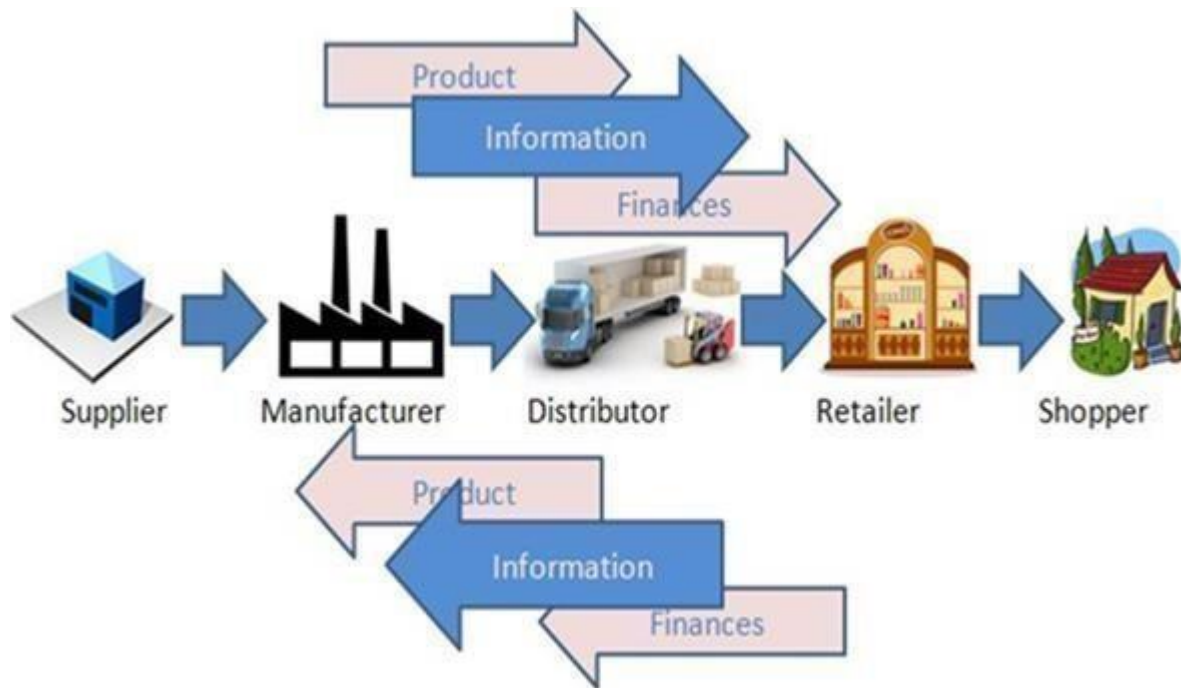 Product
Information
Finances
Supplier Manufacturer Distributor Retailer Shopper
Product
Information
Finances